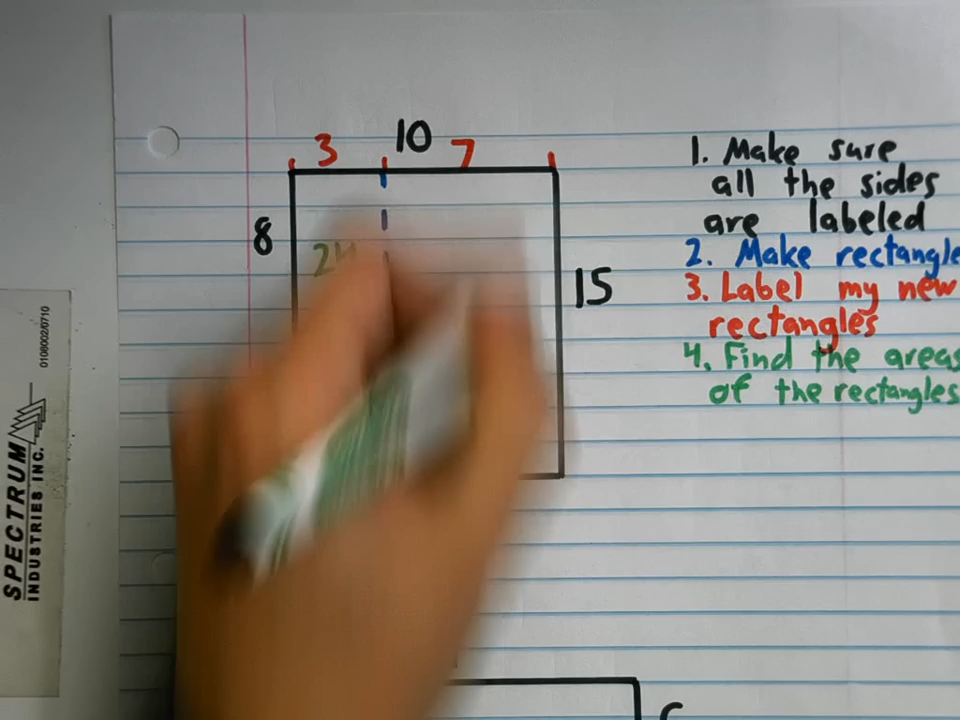 10
3
7
8
24
15
1. Make sure
all the sides
are labeled
2. Make rectangle
3. Label my new
rectangles
4. Find the areas
of the rectangles
SPECTRUM
INDUSTRIES INC.
0108002/0710